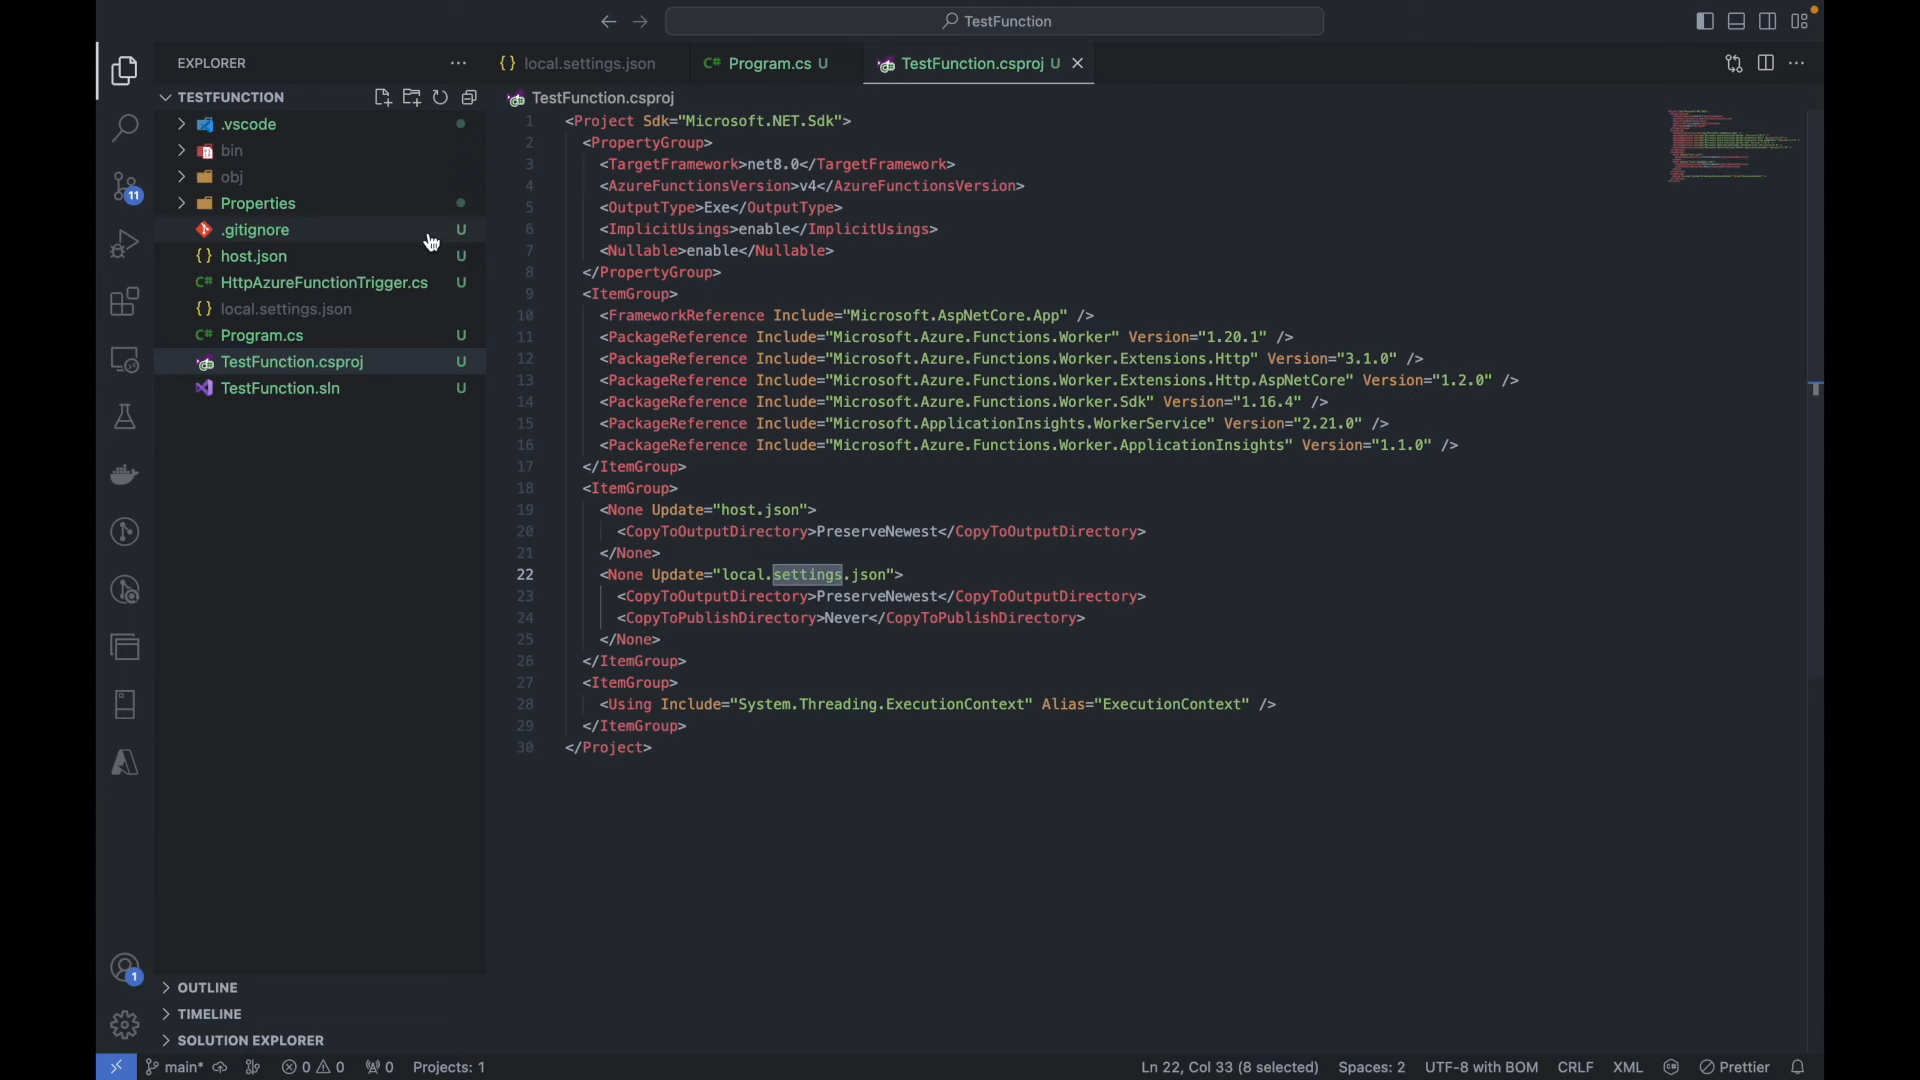 TestFunction
EXPLORER
TESTFUNCTION
.vscode
bin
obj
Properties
.gitignore U
host.json U
HttpAzureFunctionTrigger.cs U
local.settings.json
Program.cs U
TestFunction.csproj U
TestFunction.sln U
OUTLINE
TIMELINE
SOLUTION EXPLORER
11
1
{} local.settings.json
C# Program.cs U
TestFunction.csproj U
TestFunction.csproj
1 <Project Sdk="Microsoft.NET.Sdk">
2 <PropertyGroup>
3 <TargetFramework>net8.0</TargetFramework>
4 <AzureFunctionsVersion>v4</AzureFunctionsVersion>
5 <OutputType>Exe</OutputType>
6 <ImplicitUsings>enable</ImplicitUsings>
7 <Nullable>enable</Nullable>
8 </PropertyGroup>
9 <ItemGroup>
10 <FrameworkReference Include="Microsoft.AspNetCore.App" />
11 <PackageReference Include="Microsoft.Azure.Functions.Worker" Version="1.20.1" />
12 <PackageReference Include="Microsoft.Azure.Functions.Worker.Extensions.Http" Version="3.1.0" />
13 <PackageReference Include="Microsoft.Azure.Functions.Worker.Extensions.Http.AspNetCore" Version="1.2.0" />
14 <PackageReference Include="Microsoft.Azure.Functions.Worker.Sdk" Version="1.16.4" />
15 <PackageReference Include="Microsoft.ApplicationInsights.WorkerService" Version="2.21.0" />
16 <PackageReference Include="Microsoft.Azure.Functions.Worker.ApplicationInsights" Version="1.1.0" />
17 </ItemGroup>
18 <ItemGroup>
19 <None Update="host.json">
20 <CopyToOutputDirectory>PreserveNewest</CopyToOutputDirectory>
21 </None>
22 <None Update="local.settings.json">
23 <CopyToOutputDirectory>PreserveNewest</CopyToOutputDirectory>
24 <CopyToPublishDirectory>Never</CopyToPublishDirectory>
25 </None>
26 </ItemGroup>
27 <ItemGroup>
28 <Using Include="System.Threading.ExecutionContext" Alias="ExecutionContext" />
29 </ItemGroup>
30 </Project>
main* 0 0 0 Projects: 1 Ln 22, Col 33 (8 selected) Spaces: 2 UTF-8 with BOM CRLF XML Prettier